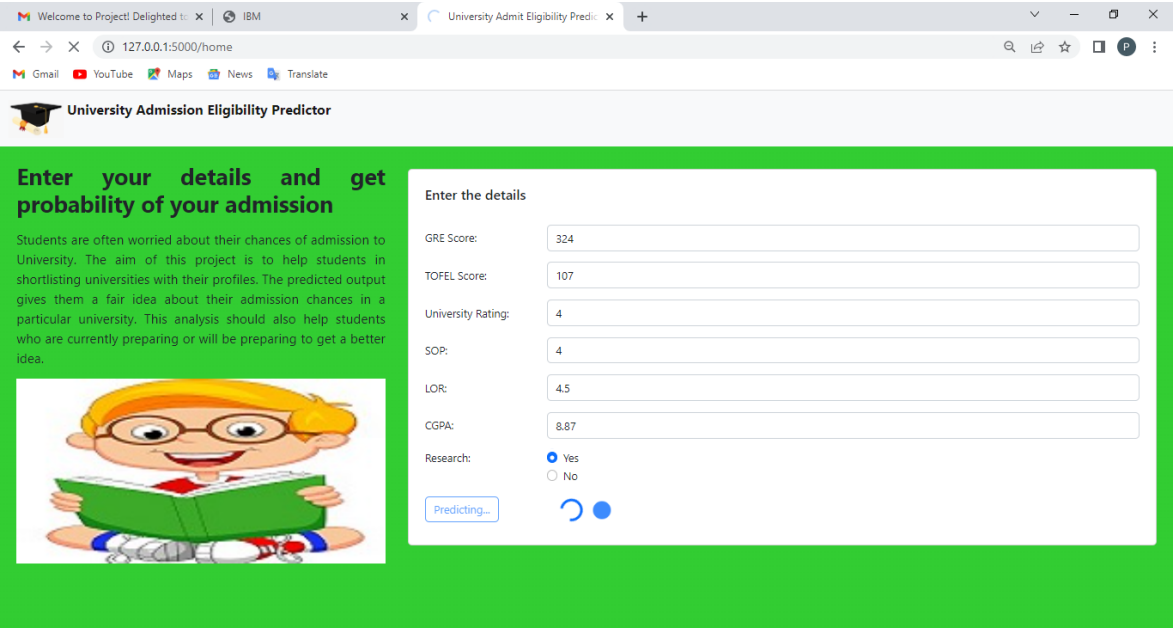 Welcome to Project! Delighted to
IBM
University Admit Eligibility Predic
127.0.0.1:5000/home
P
Gmail YouTube Maps News Translate
University Admission Eligibility Predictor
Enter your details and get
probability of your admission
Students are often worried about their chances of admission to
University. The aim of this project is to help students in
shortlisting universities with their profiles. The predicted output
gives them a fair idea about their admission chances in a
particular university. This analysis should also help students
who are currently preparing or will be preparing to get a better
idea.
Enter the details
GRE Score: 324
TOFEL Score: 107
University Rating: 4
SOP: 4
LOR: 4.5
CGPA: 8.87
Research: Yes
No
Predicting...